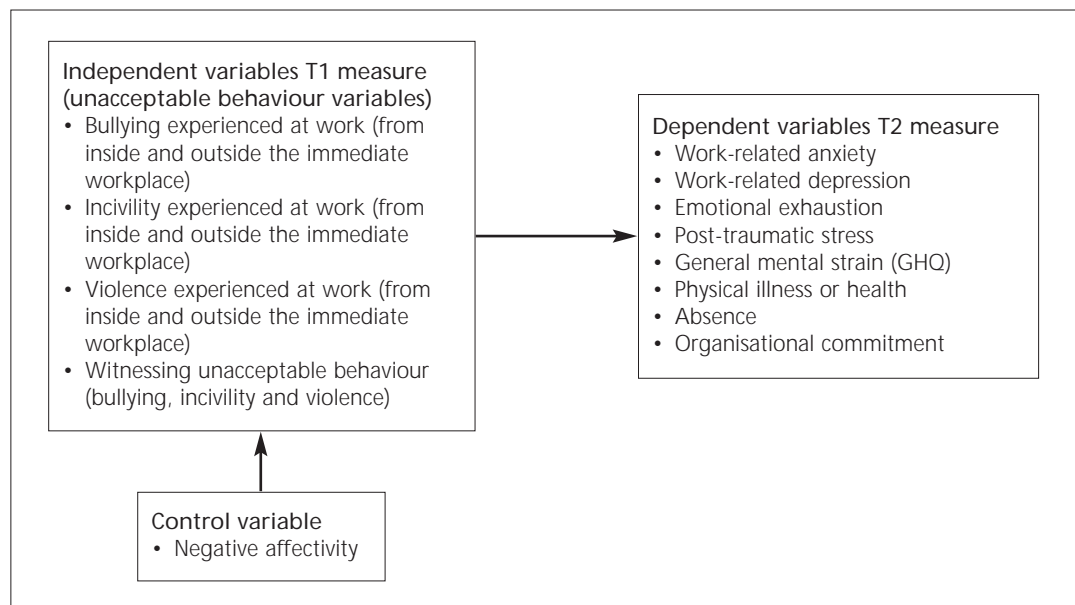 Independent variables T1 measure
(unacceptable behaviour variables)
• Bullying experienced at work (from
inside and outside the immediate
workplace)
• Incivility experienced at work (from
inside and outside the immediate
workplace)
• Violence experienced at work (from
inside and outside the immediate
workplace)
• Witnessing unacceptable behaviour
(bullying, incivility and violence)
Dependent variables T2 measure
• Work-related anxiety
• Work-related depression
• Emotional exhaustion
• Post-traumatic stress
• General mental strain (GHQ)
• Physical illness or health
• Absence
• Organisational commitment
Control variable
• Negative affectivity